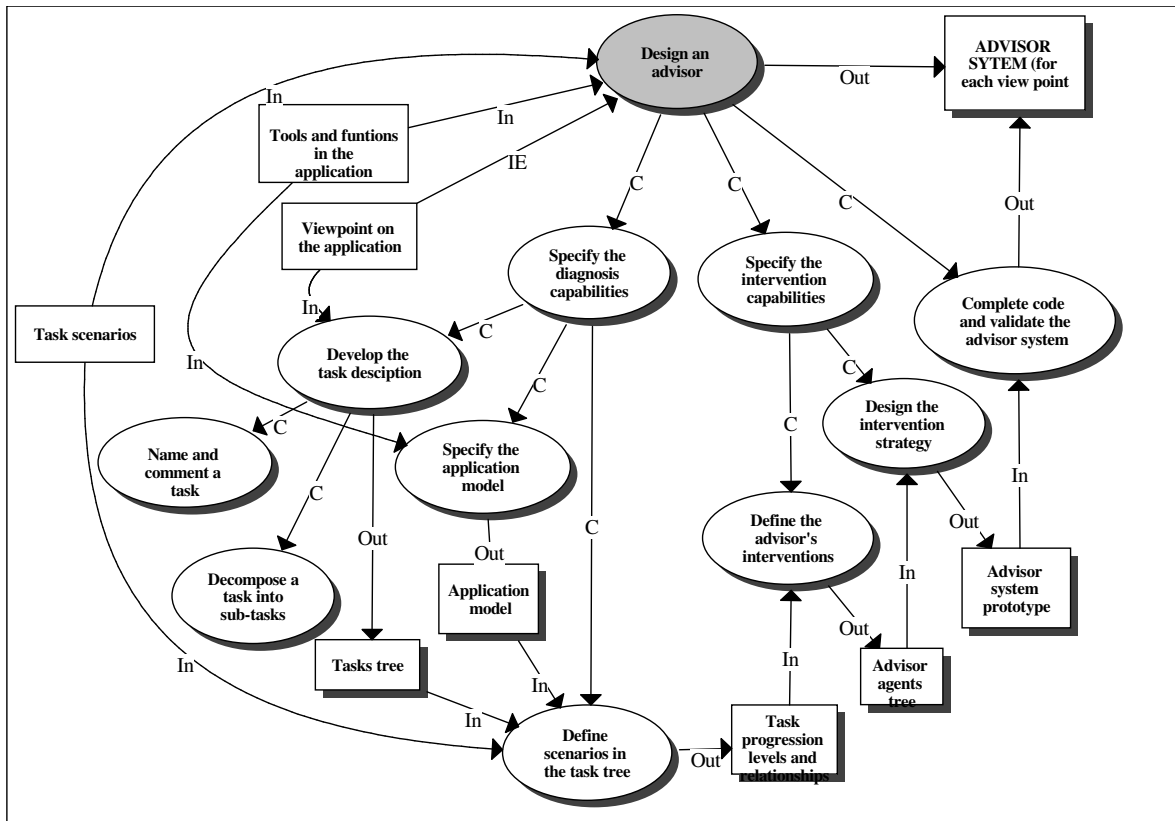 Design an
advisor
ADVISOR
SYTEM (for
each view point
Out
In
Tools and funtions
in the
application
In
IE
Viewpoint on
the application
C
C
C
Out
Specify the
diagnosis
capabilities
Specify the
intervention
capabilities
Complete code
and validate the
advisor system
In
C
Task scenarios
Develop the
task desciption
In
C
C
C
Design the
intervention
strategy
C
Name and
comment a
task
Specify the
application
model
C
In
C
Out
C
Out
Define the
advisor's
interventions
Out
In
Decompose a
task into
sub-tasks
Application
model
Advisor
system
prototype
Out
In
In
Tasks tree
In
In
Advisor
agents
tree
Define
scenarios in
the task tree
Out
Task
progression
levels and
relationships